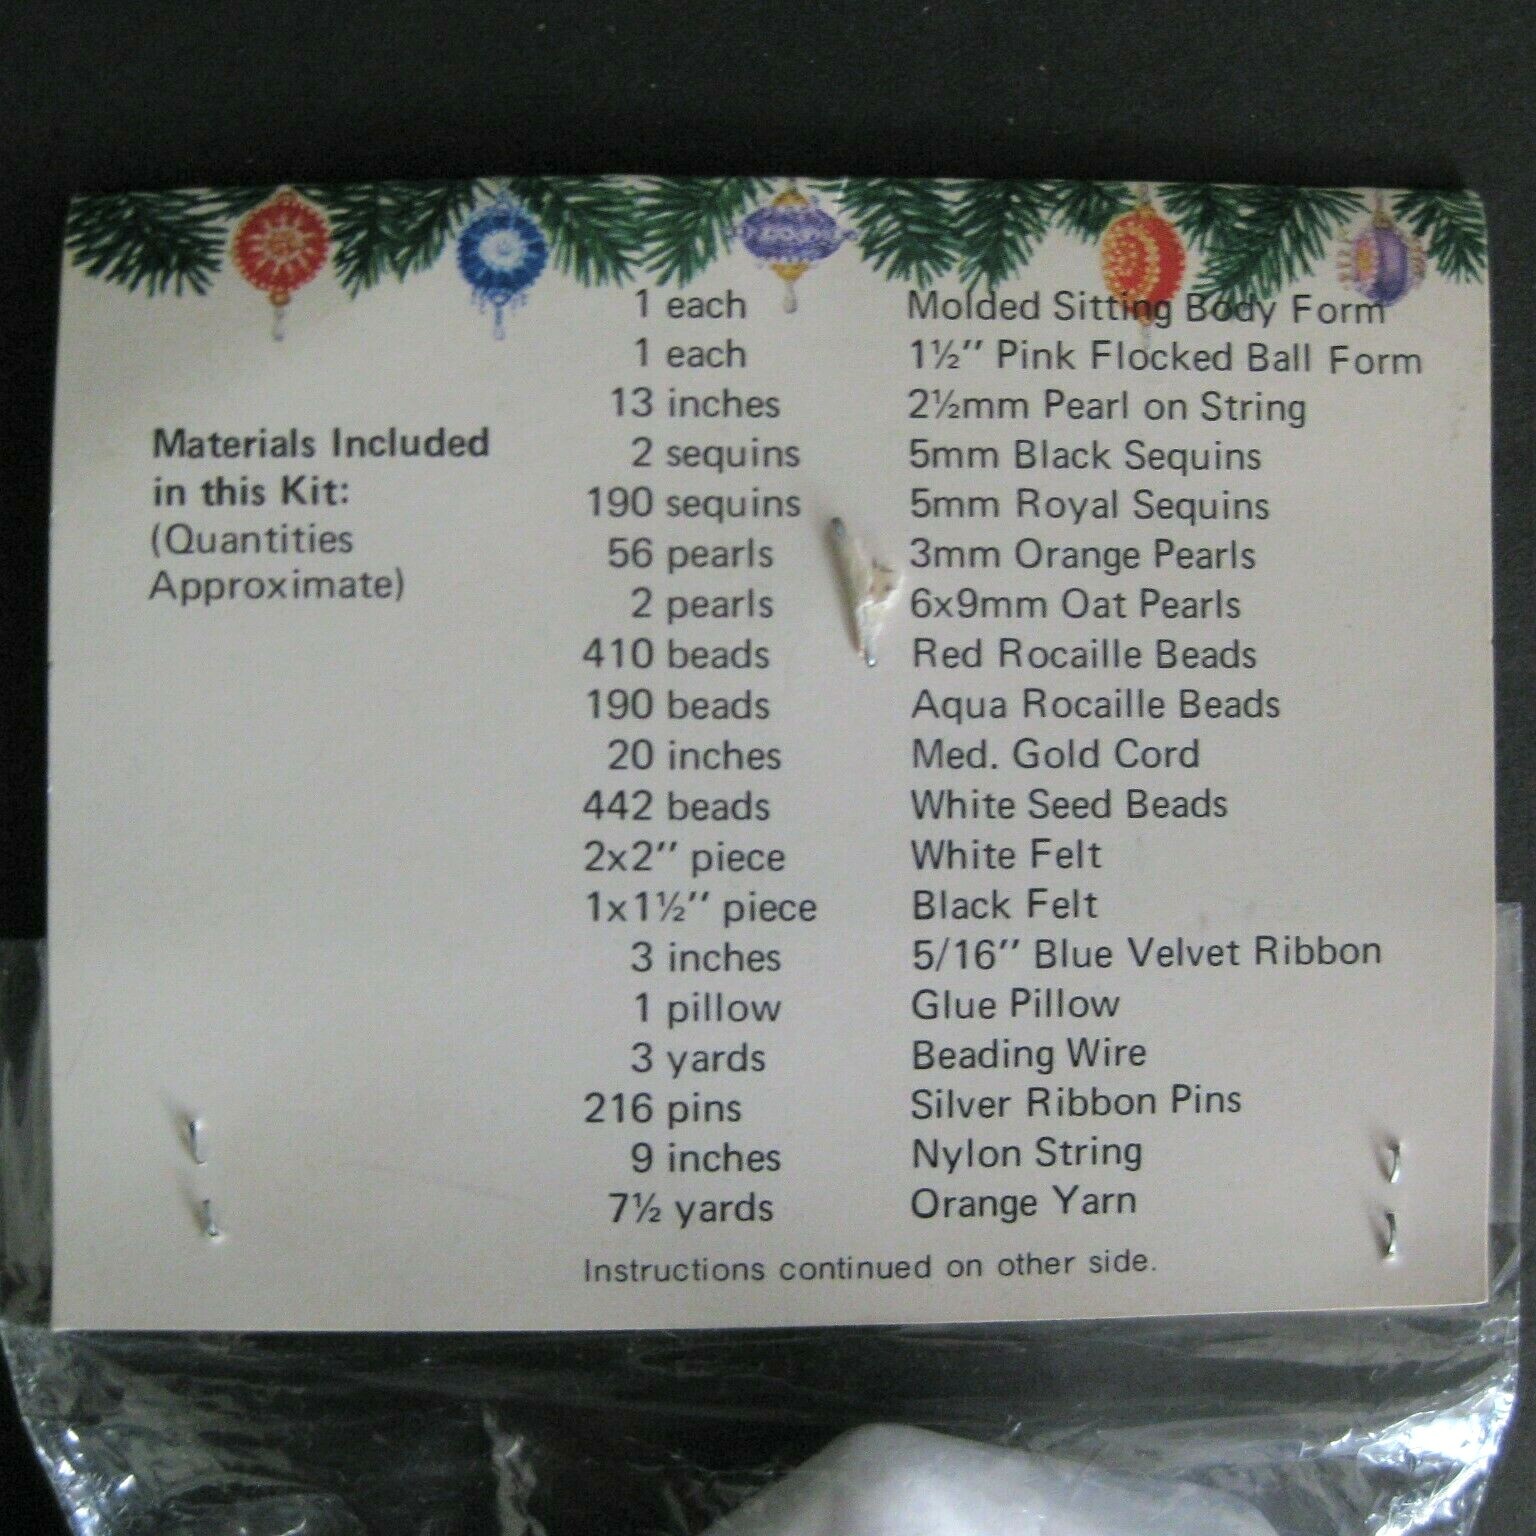 Materials Included
in this Kit:
(Quantities
Approximate)
1 each Molded Sitting Body Form
1 each 1½" Pink Flocked Ball Form
13 inches 2½mm Pearl on String
2 sequins 5mm Black Sequins
190 sequins 5mm Royal Sequins
56 pearls 3mm Orange Pearls
2 pearls 6x9mm Oat Pearls
410 beads Red Rocaille Beads
190 beads Aqua Rocaille Beads
20 inches Med. Gold Cord
442 beads White Seed Beads
2x2" piece White Felt
1x1½" piece Black Felt
3 inches 5/16" Blue Velvet Ribbon
1 pillow Glue Pillow
3 yards Beading Wire
216 pins Silver Ribbon Pins
9 inches Nylon String
7½ yards Orange Yarn
Instructions continued on other side.